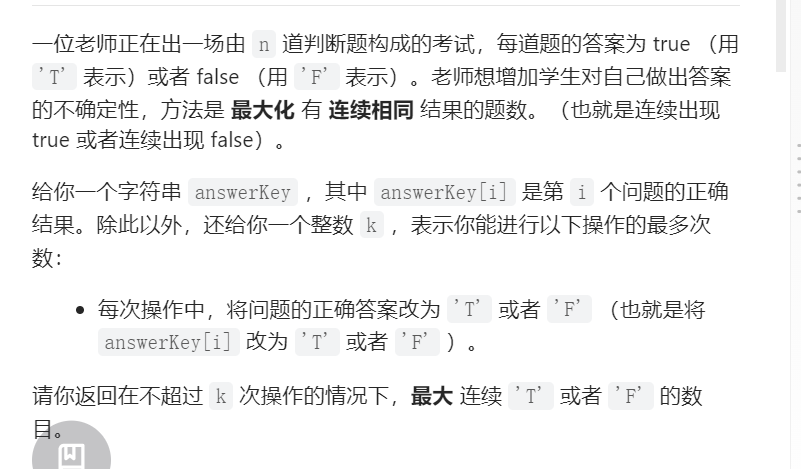 一位老师正在出一场由 n 道判断题构成的考试，每道题的答案为 true （用
'T' 表示）或者 false （用 'F' 表示）。老师想增加学生对自己做出答案
的不确定性，方法是 最大化 有 连续相同 结果的题数。（也就是连续出现
true 或者连续出现 false）。
给你一个字符串 answerKey ，其中 answerKey[i] 是第 i 个问题的正确
结果。除此以外，还给你一个整数 k ，表示你能进行以下操作的最多次
数：
• 每次操作中，将问题的正确答案改为 'T' 或者 'F' （也就是将
answerKey[i] 改为 'T' 或者 'F' ）。
请你返回在不超过 k 次操作的情况下，最大 连续 'T' 或者 'F' 的数
目。